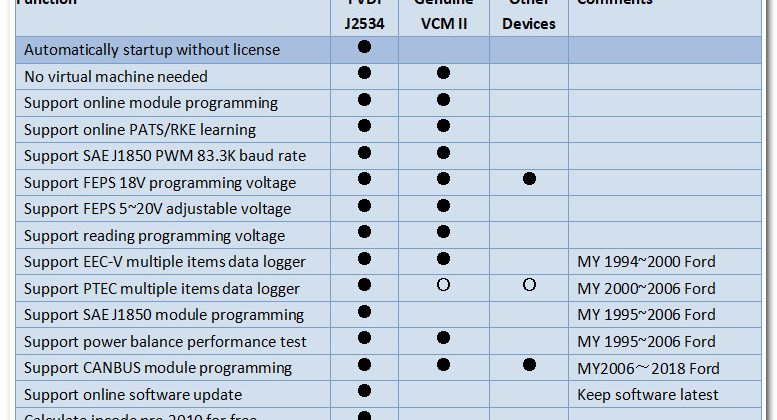 Function FVDI Genuine Other Comments
J2534 VCM II Devices
Automatically startup without license ●
No virtual machine needed ● ●
Support online module programming ● ●
Support online PATS/RKE learning ● ●
Support SAE J1850 PWM 83.3K baud rate ● ●
Support FEPS 18V programming voltage ● ● ●
Support FEPS 5~20V adjustable voltage ● ●
Support reading programming voltage ● ●
Support EEC-V multiple items data logger ● ● MY 1994~2000 Ford
Support PTEC multiple items data logger ● ○ ○ MY 2000~2006 Ford
Support SAE J1850 module programming ● MY 1995~2006 Ford
Support power balance performance test ● ● MY 1995~2006 Ford
Support CANBUS module programming ● ● ● MY2006～2018 Ford
Support online software update ● Keep software latest
Calculate incode pre-2019 for free ●